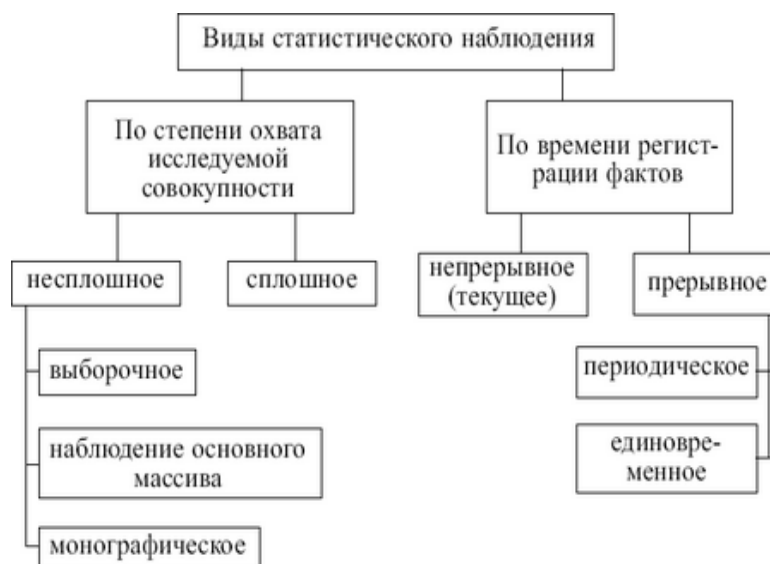 Виды статистического наблюдения
По степени охвата
исследуемой
совокупности
По времени регист-
рации фактов
несплошное
сплошное
непрерывное
(текущее)
прерывное
выборочное
периодическое
наблюдение основного
массива
единовре-
менное
монографическое